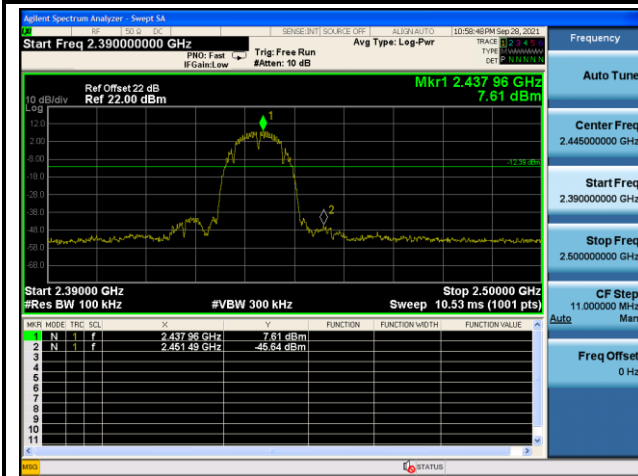 Agilent Spectrum Analyzer - Swept SA
RF 50 Ω DC SENSE:INT SOURCE OFF ALIGN AUTO 10:58:48 PM Sep 28, 2021
Start Freq 2.390000000 GHz
PNO: Fast
IFGain:Low
Trig: Free Run
#Atten: 10 dB
Avg Type: Log-Pwr
TRACE 1 2 3 4 5 6
TYPE
DET P N N N N N
Ref Offset 22 dB
10 dB/div Ref 22.00 dBm
Log
Mkr1 2.437 96 GHz
7.61 dBm
12.0
2.00
-8.00
-18.0
-28.0
-38.0
-48.0
-58.0
-68.0
1
-12.39 dBm
2
Start 2.39000 GHz Stop 2.50000 GHz
#Res BW 100 kHz #VBW 300 kHz Sweep 10.53 ms (1001 pts)
MKR MODE TRC SCL X Y FUNCTION FUNCTION WIDTH FUNCTION VALUE
1 N 1 f 2.437 96 GHz 7.61 dBm
2 N 1 f 2.451 49 GHz -45.64 dBm
3
4
5
6
7
8
9
10
11
MSG STATUS
Frequency
Auto Tune
Center Freq
2.445000000 GHz
Start Freq
2.390000000 GHz
Stop Freq
2.500000000 GHz
CF Step
11.000000 MHz
Auto Man
Freq Offset
0 Hz